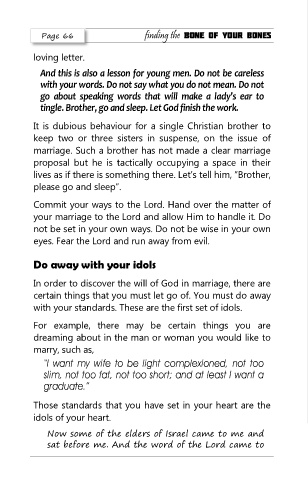 Page 66
finding the BONE OF YOUR BONES
loving letter.
And this is also a lesson for young men. Do not be careless
with your words. Do not say what you do not mean. Do not
go about speaking words that will make a lady's ear to
tingle. Brother, go and sleep. Let God finish the work.
It is dubious behaviour for a single Christian brother to
keep two or three sisters in suspense, on the issue of
marriage. Such a brother has not made a clear marriage
proposal but he is tactically occupying a space in their
lives as if there is something there. Let's tell him, "Brother,
please go and sleep".
Commit your ways to the Lord. Hand over the matter of
your marriage to the Lord and allow Him to handle it. Do
not be set in your own ways. Do not be wise in your own
eyes. Fear the Lord and run away from evil.
Do away with your idols
In order to discover the will of God in marriage, there are
certain things that you must let go of. You must do away
with your standards. These are the first set of idols.
For example, there may be certain things you are
dreaming about in the man or woman you would like to
marry, such as,
"I want my wife to be light complexioned, not too
slim, not too fat, not too short; and at least I want a
graduate."
Those standards that you have set in your heart are the
idols of your heart.
Now some of the elders of Israel came to me and
sat before me. And the word of the Lord came to